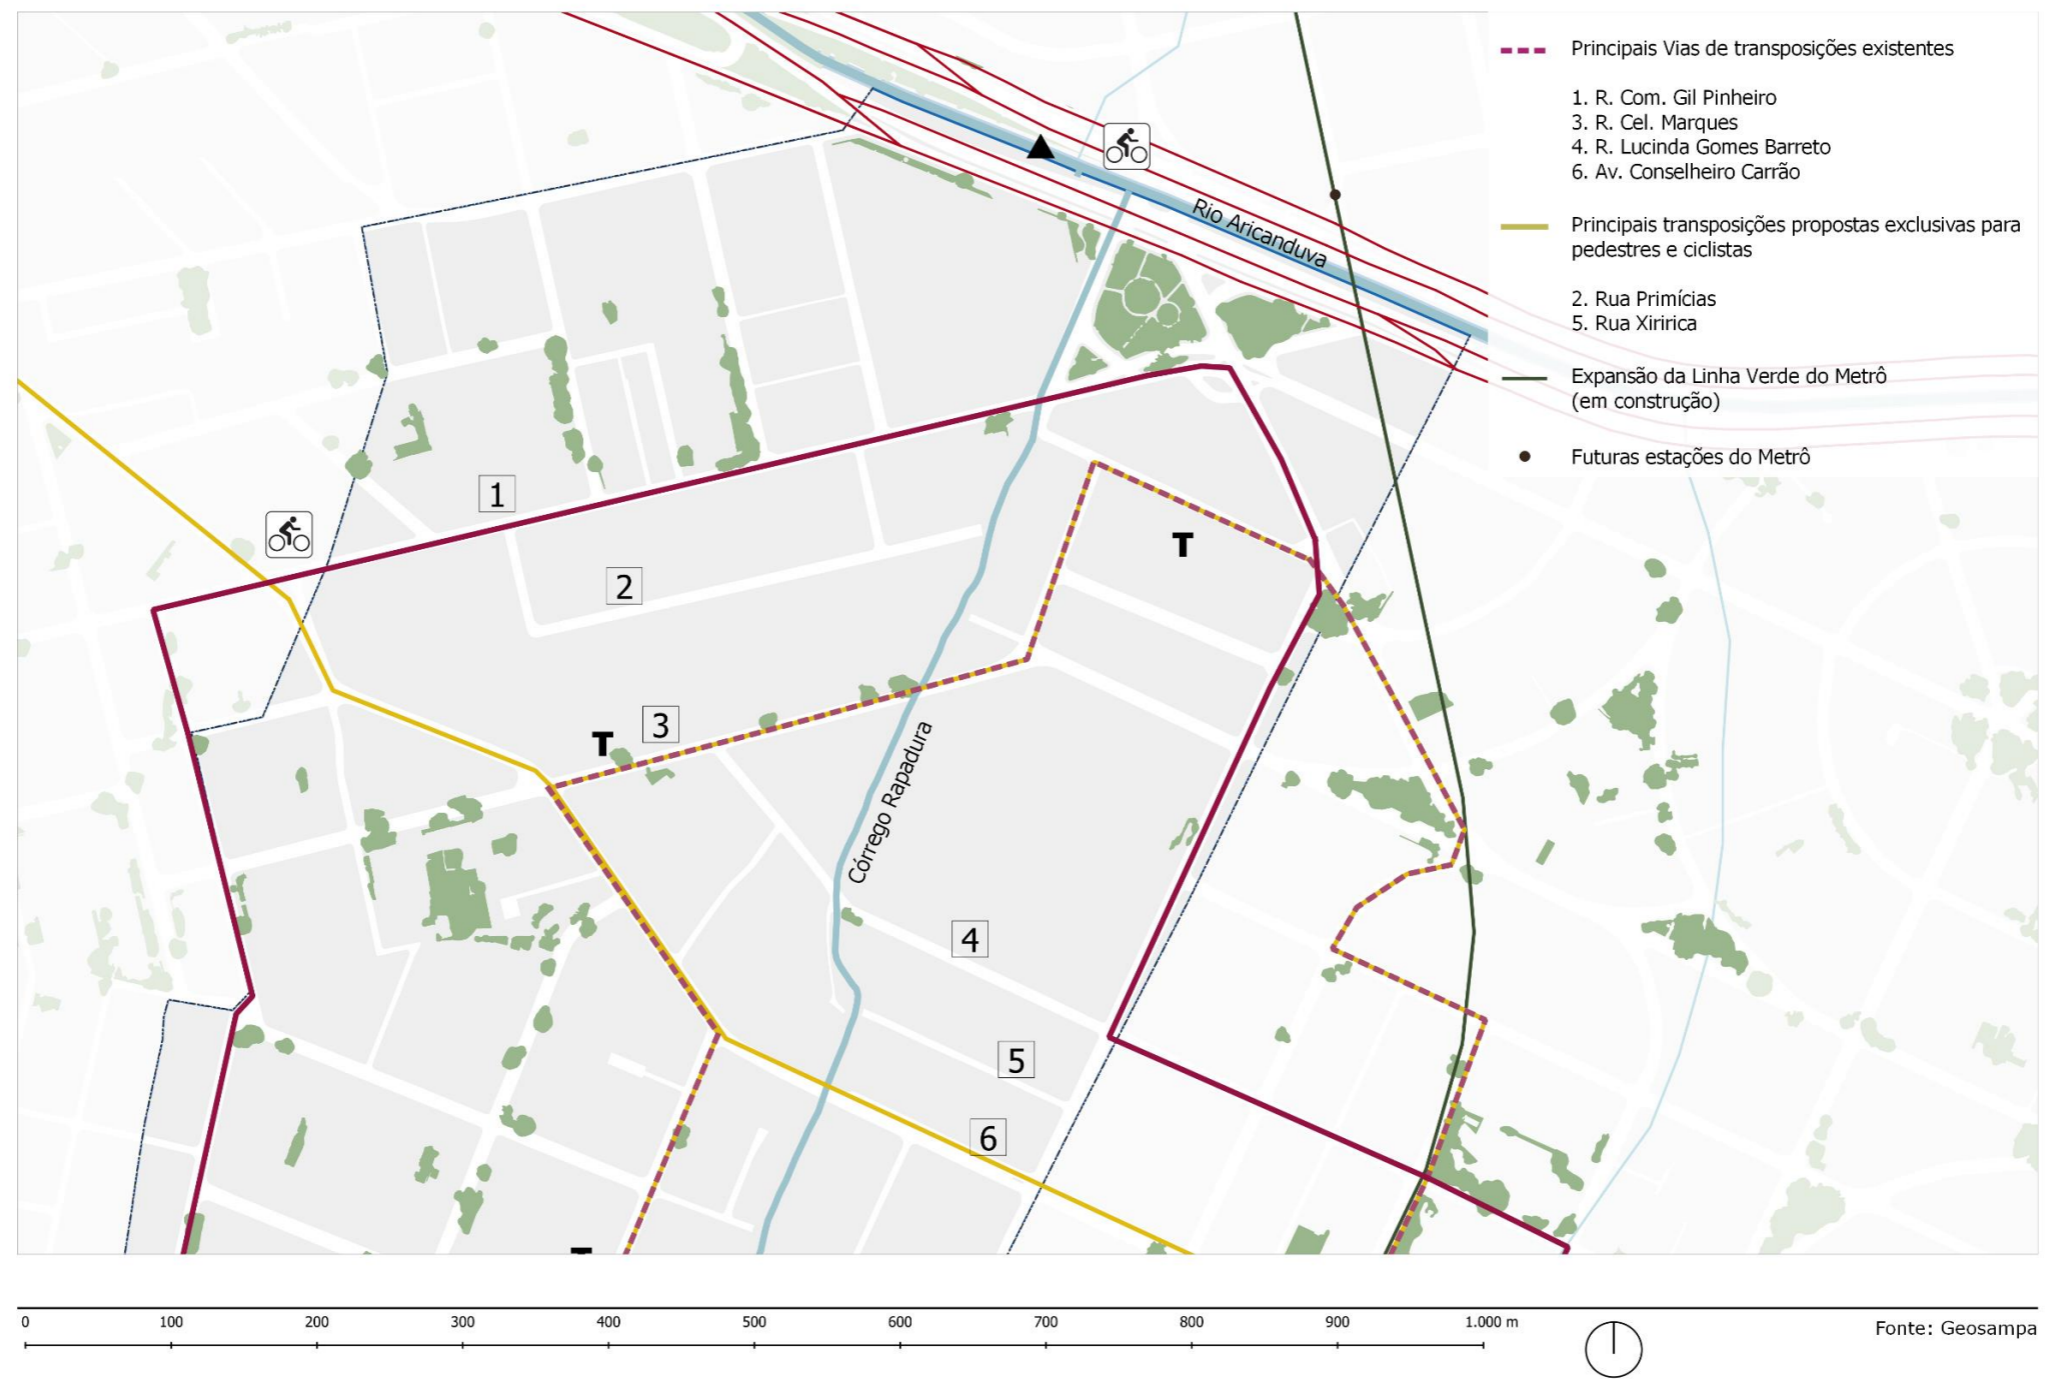 Principais Vias de transposições existentes
1. R. Com. Gil Pinheiro
3. R. Cel. Marques
4. R. Lucinda Gomes Barreto
6. Av. Conselheiro Carrão
Principais transposições propostas exclusivas para
pedestres e ciclistas
2. Rua Primícias
5. Rua Xiririca
Expansão da Linha Verde do Metrô
(em construção)
Futuras estações do Metrô
Rio Aricanduva
1
2
T
3
T
Córrego Rapadura
4
5
6
T
0 100 200 300 400 500 600 700 800 900 1.000 m
Fonte: Geosampa